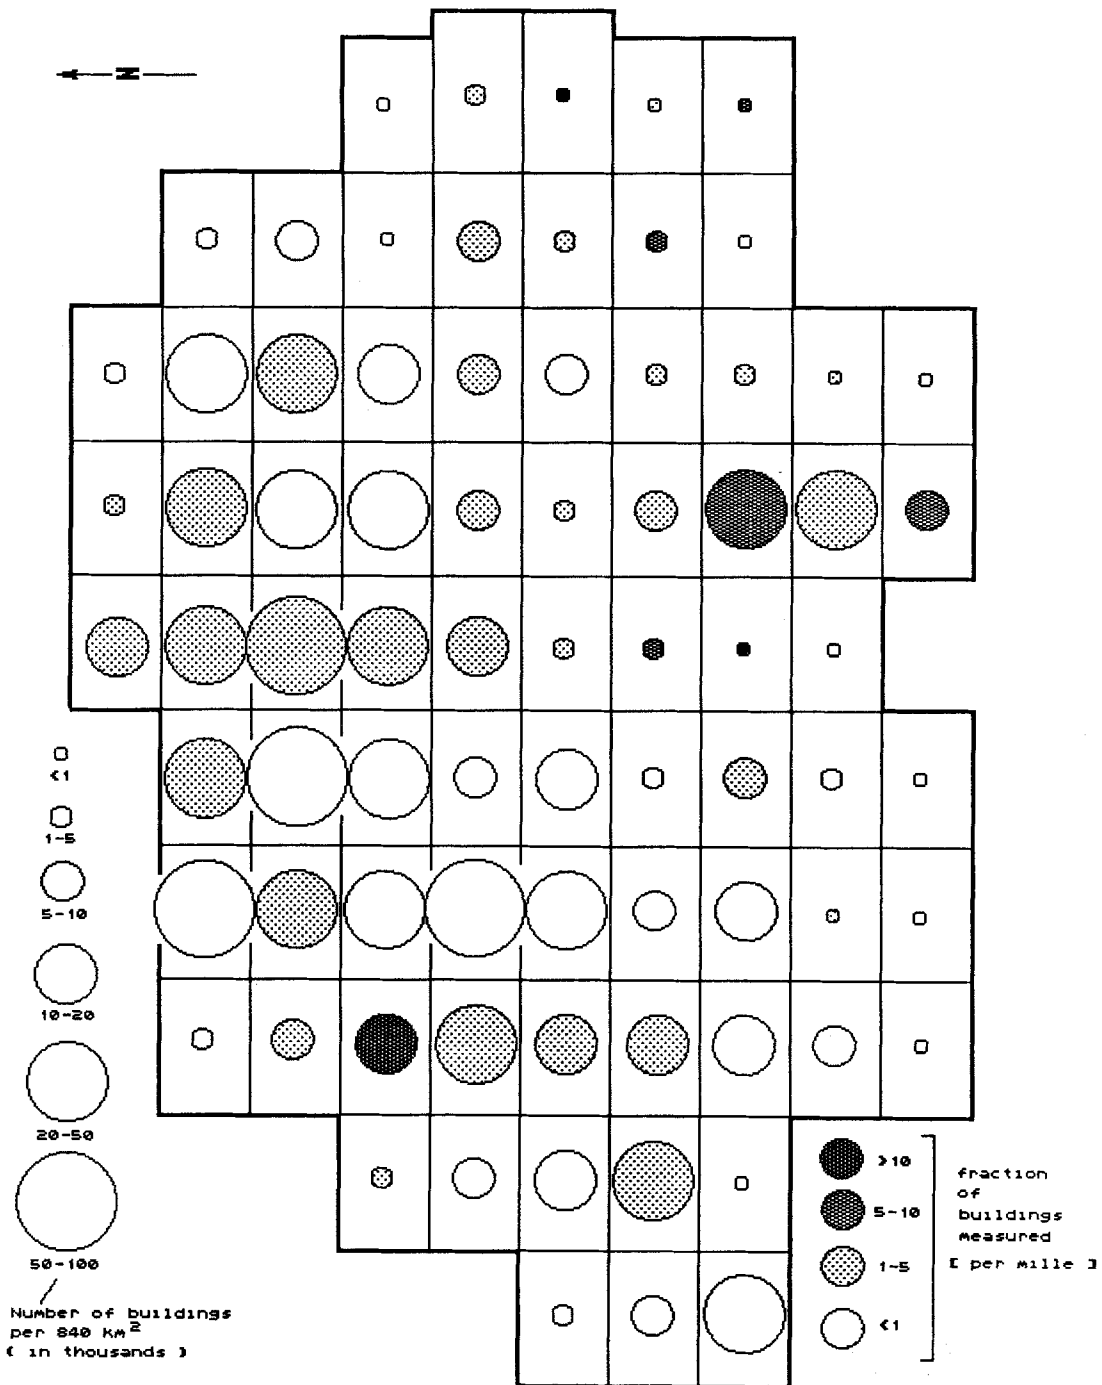 N
<1
1-5
5-10
10-20
20-50
50-100
Number of buildings
per 840 km²
( in thousands )
>10
5-10
1-5
<1
fraction
of
buildings
measured
[ per mille ]